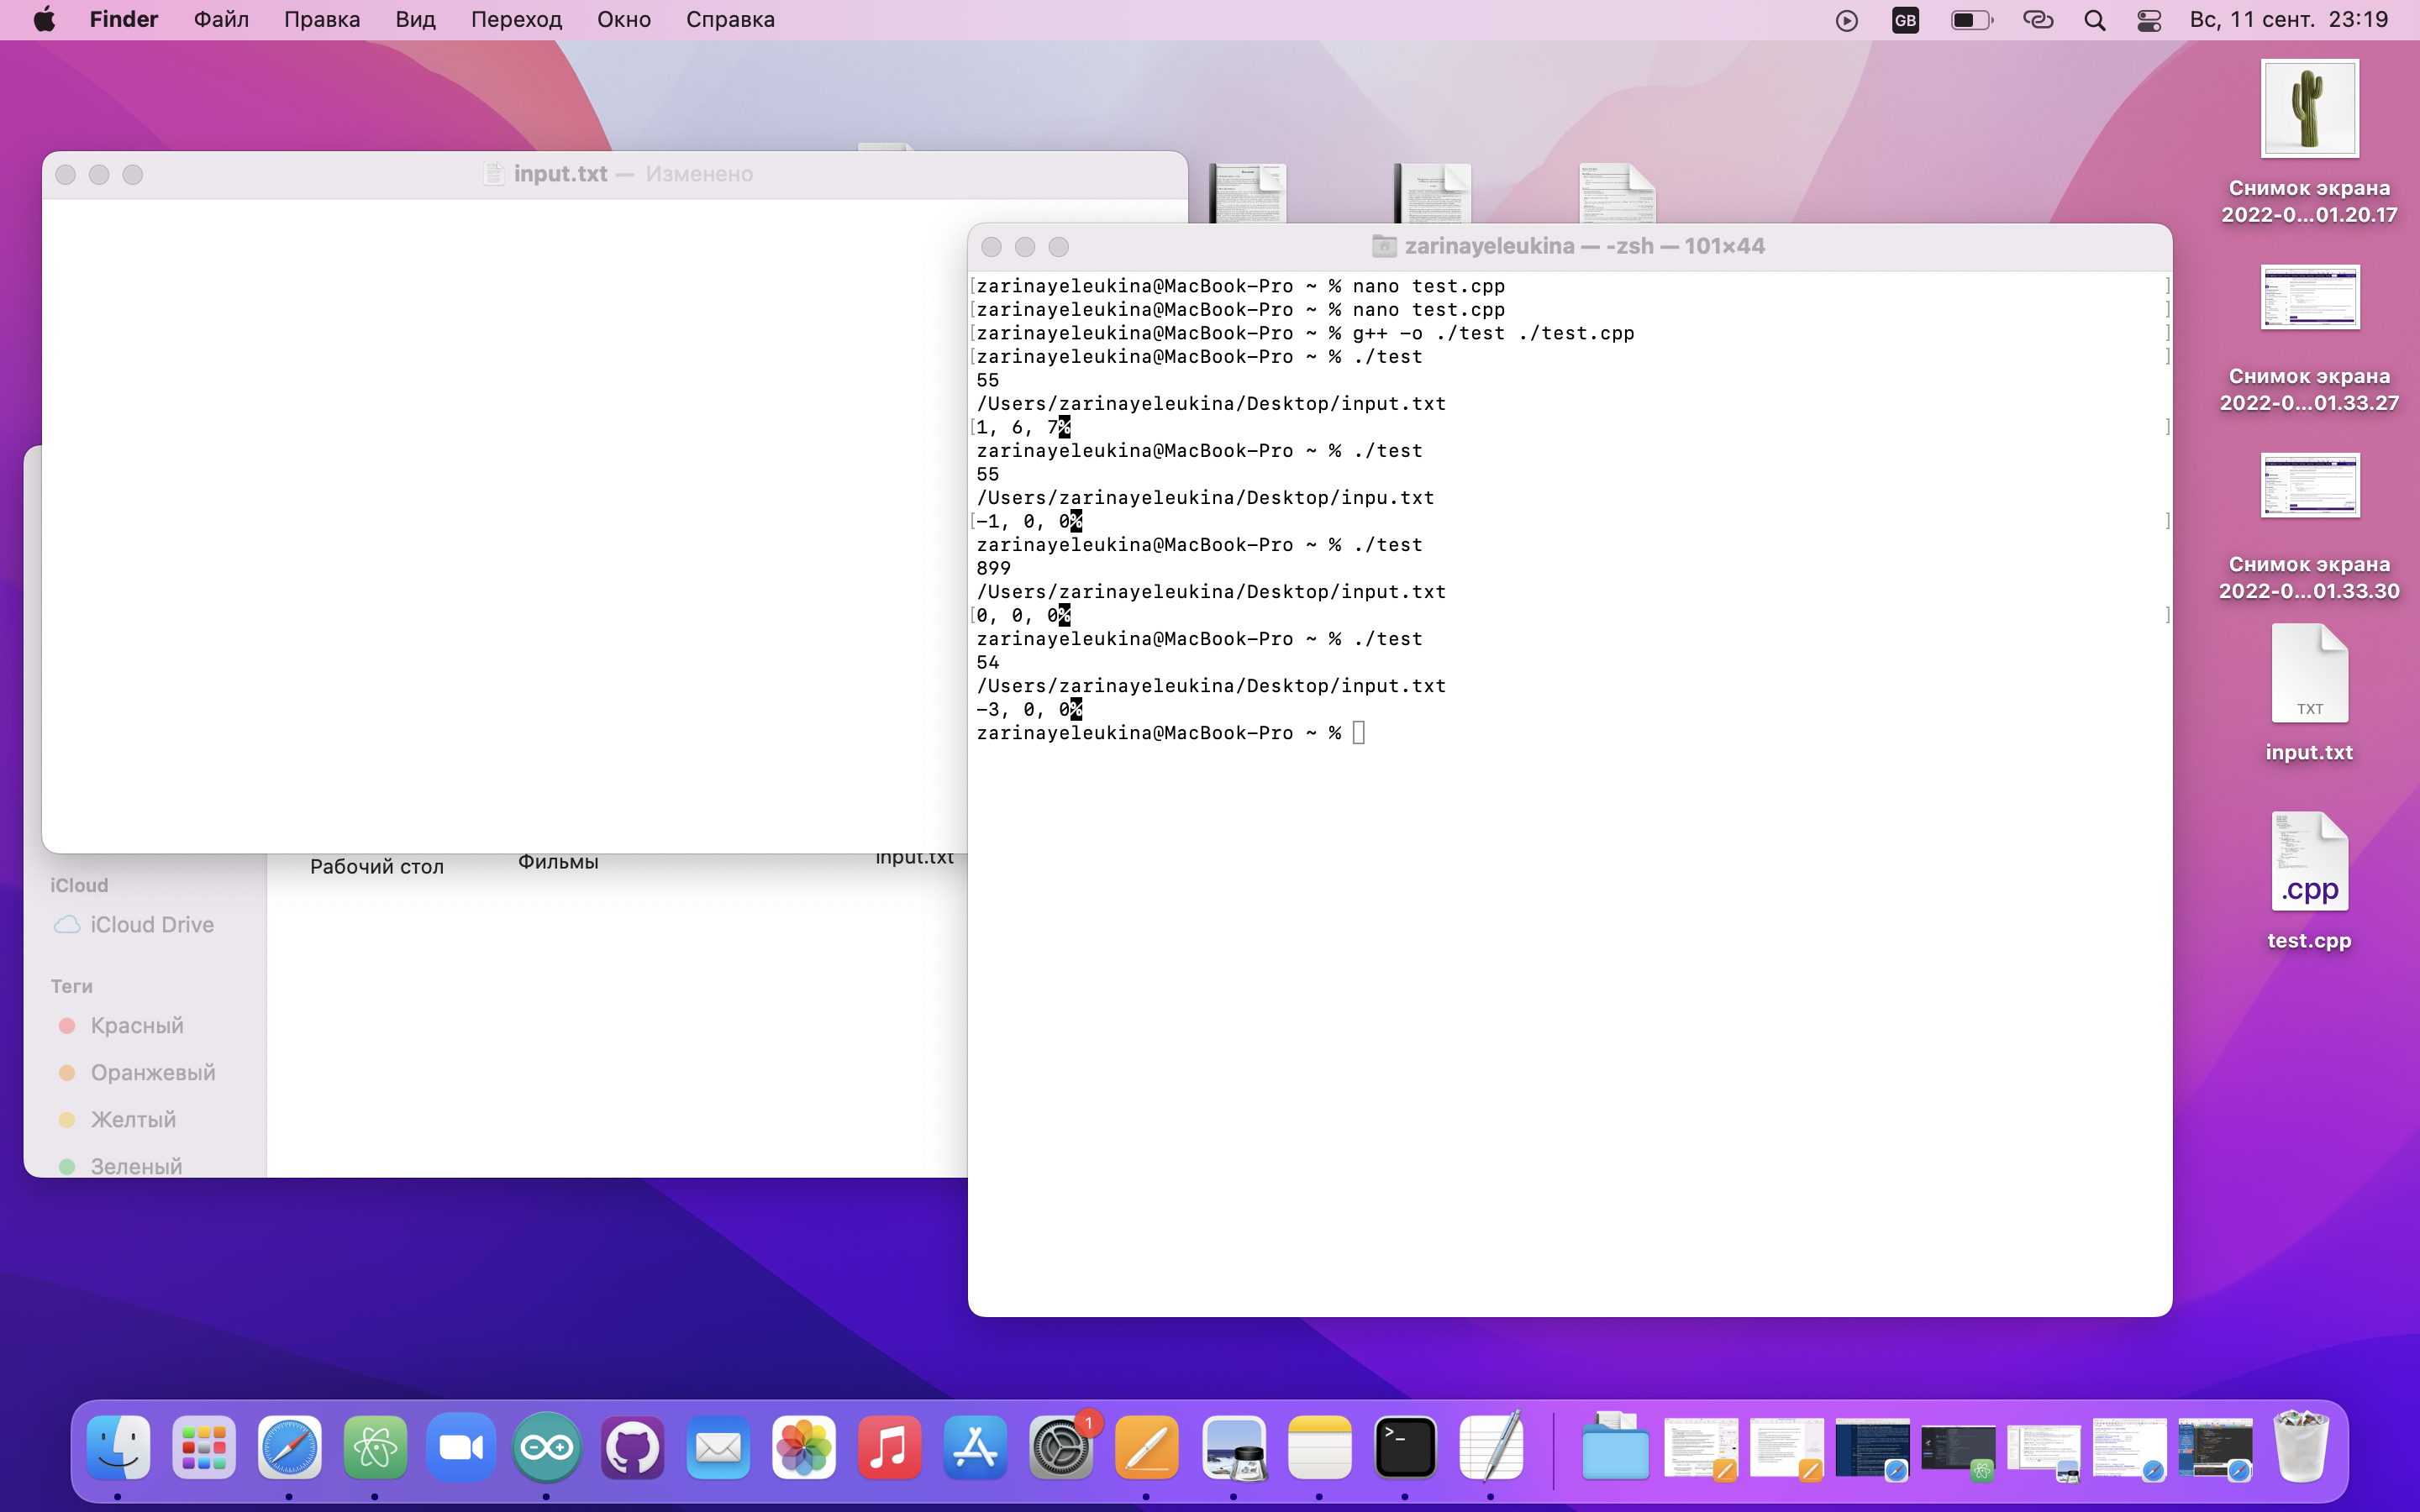 Finder Файл Правка Вид Переход Окно Справка GB Вс, 11 сент. 23:19
input.txt — Изменено
zarinayeleukina — -zsh — 101×44
[zarinayeleukina@MacBook-Pro ~ % nano test.cpp ]
[zarinayeleukina@MacBook-Pro ~ % nano test.cpp ]
[zarinayeleukina@MacBook-Pro ~ % g++ -o ./test ./test.cpp ]
[zarinayeleukina@MacBook-Pro ~ % ./test ]
55
/Users/zarinayeleukina/Desktop/input.txt
[1, 6, 7% ]
zarinayeleukina@MacBook-Pro ~ % ./test
55
/Users/zarinayeleukina/Desktop/inpu.txt
[-1, 0, 0% ]
zarinayeleukina@MacBook-Pro ~ % ./test
899
/Users/zarinayeleukina/Desktop/input.txt
[0, 0, 0% ]
zarinayeleukina@MacBook-Pro ~ % ./test
54
/Users/zarinayeleukina/Desktop/input.txt
-3, 0, 0%
zarinayeleukina@MacBook-Pro ~ %
Рабочий стол
Фильмы
input.txt
iCloud
iCloud Drive
Теги
Красный
Оранжевый
Желтый
Зеленый
Снимок экрана
2022-0...01.20.17
Снимок экрана
2022-0...01.33.27
Снимок экрана
2022-0...01.33.30
TXT
input.txt
.cpp
test.cpp
1
>_